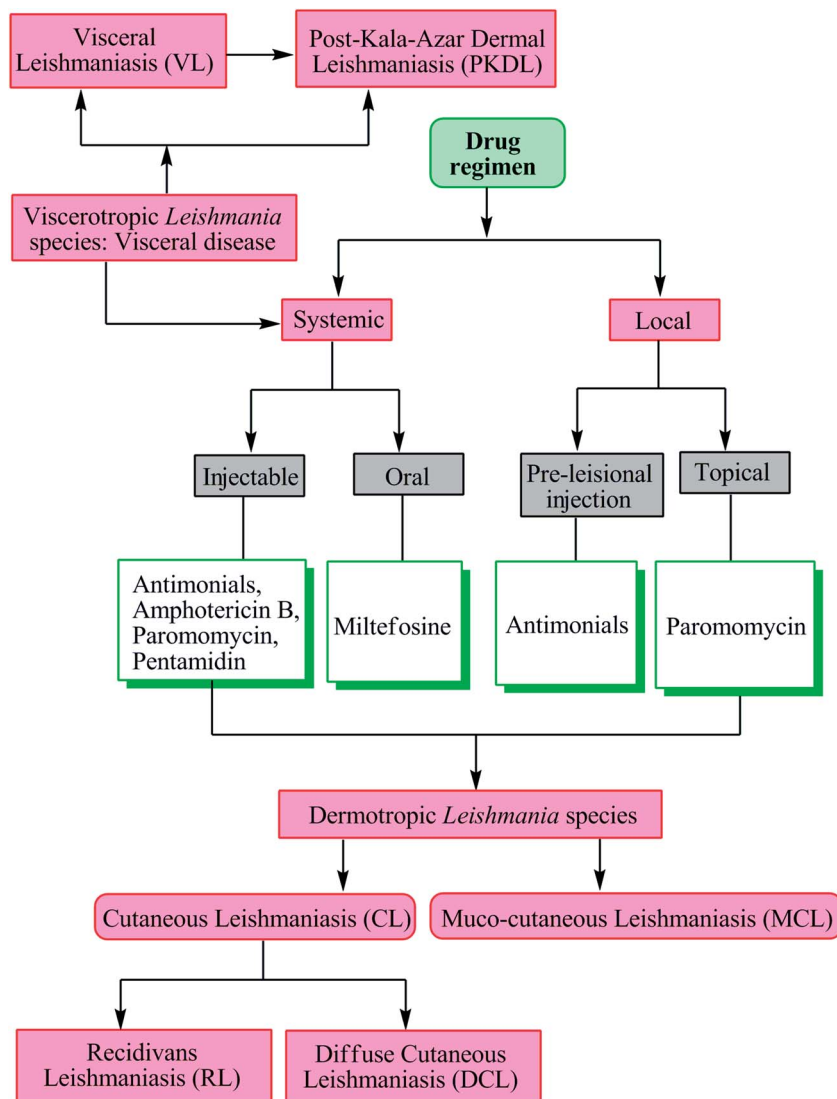 Visceral
Leishmaniasis (VL)
Post-Kala-Azar Dermal
Leishmaniasis (PKDL)
Drug
regimen
Viscerotropic Leishmania
species: Visceral disease
Systemic
Local
Injectable
Oral
Pre-leisional
injection
Topical
Antimonials,
Amphotericin B,
Paromomycin,
Pentamidin
Miltefosine
Antimonials
Paromomycin
Dermotropic Leishmania species
Cutaneous Leishmaniasis (CL)
Muco-cutaneous Leishmaniasis (MCL)
Recidivans
Leishmaniasis (RL)
Diffuse Cutaneous
Leishmaniasis (DCL)